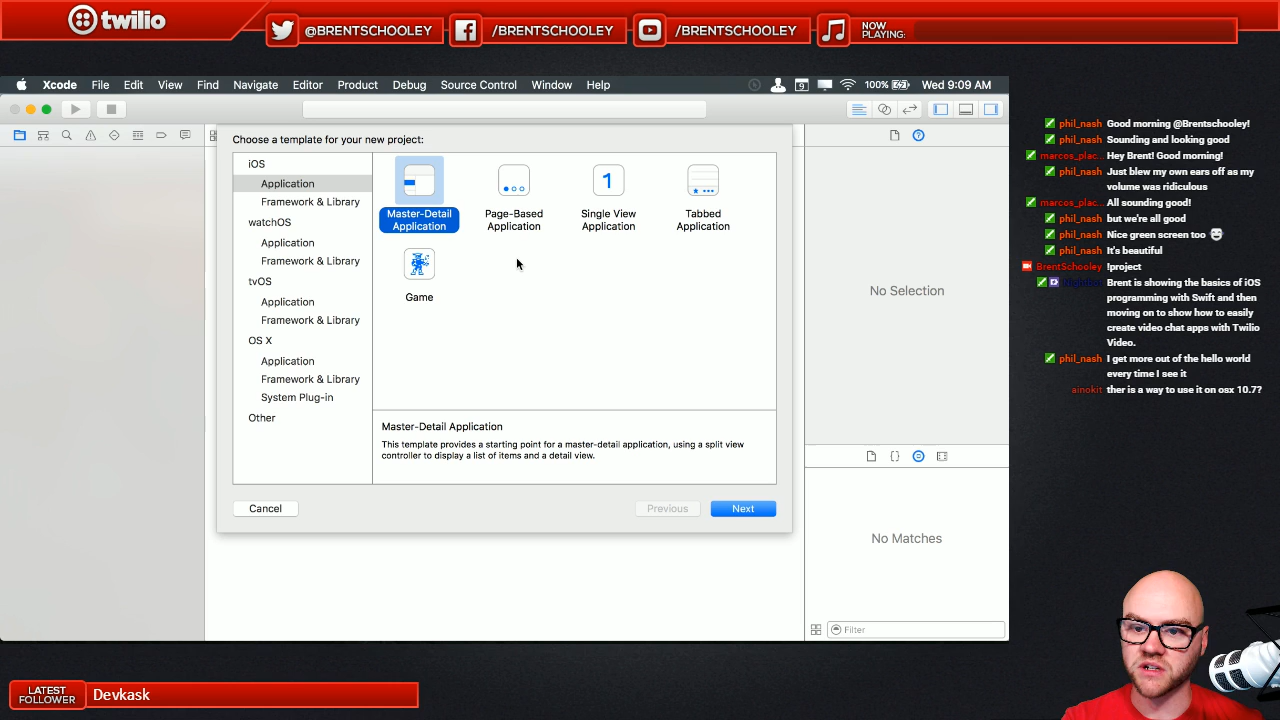 twilio
@BRENTSCHOOLEY
/BRENTSCHOOLEY
/BRENTSCHOOLEY
NOW
PLAYING:
Xcode File Edit View Find Navigate Editor Product Debug Source Control Window Help
9 100% Wed 9:09 AM
Choose a template for your new project:
iOS
Application
Framework & Library
watchOS
Application
Framework & Library
tvOS
Application
Framework & Library
OS X
Application
Framework & Library
System Plug-in
Other
Master-Detail
Application
Page-Based
Application
1
Single View
Application
Tabbed
Application
Game
Master-Detail Application
This template provides a starting point for a master-detail application, using a split view
controller to display a list of items and a detail view.
Cancel
Previous
Next
No Selection
No Matches
Filter
phil_nash Good morning @Brentschooley!
phil_nash Sounding and looking good
marcos_plac... Hey Brent! Good morning!
phil_nash Just blew my own ears off as my
volume was ridiculous
marcos_plac... All sounding good!
phil_nash but we're all good
phil_nash Nice green screen too
phil_nash It's beautiful
BrentSchooley !project
Brent is showing the basics of iOS
programming with Swift and then
moving on to show how to easily
create video chat apps with Twilio
Video.
phil_nash I get more out of the hello world
every time I see it
ainokit ther is a way to use it on osx 10.7?
LATEST
FOLLOWER
Devkask